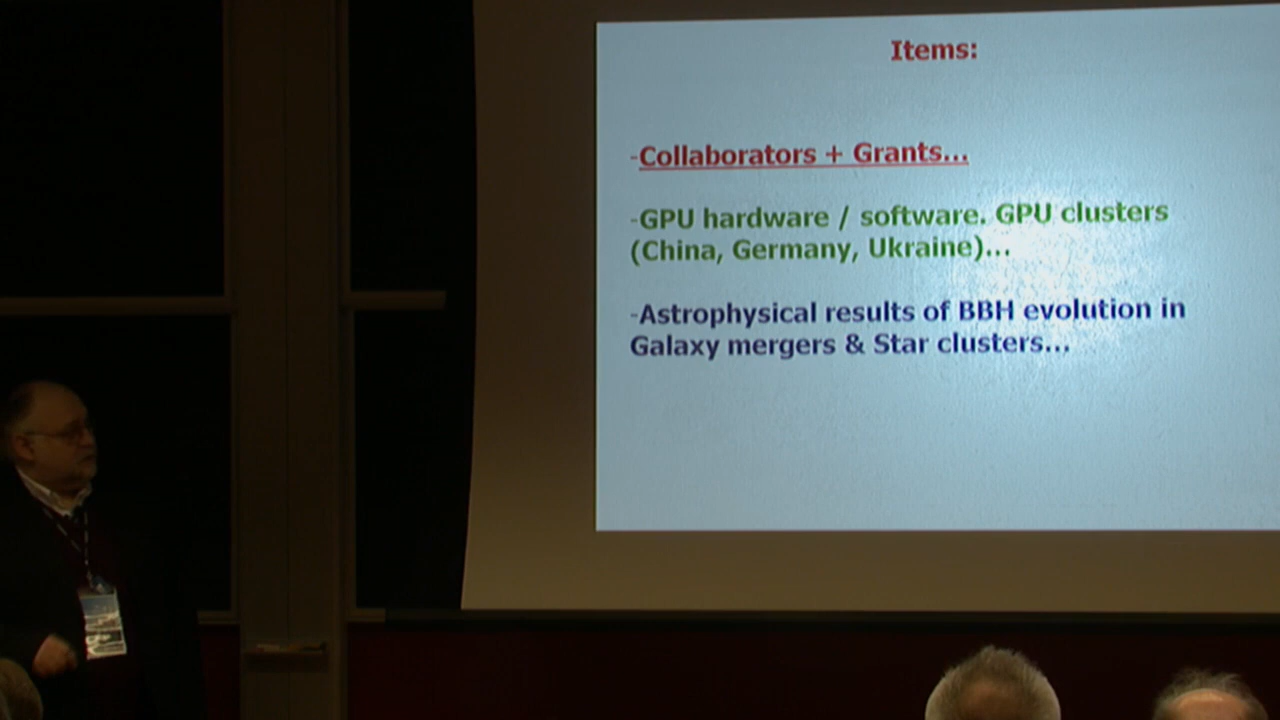 Items:
-Collaborators + Grants...
-GPU hardware / software. GPU clusters
(China, Germany, Ukraine)...
-Astrophysical results of BBH evolution in
Galaxy mergers & Star clusters...